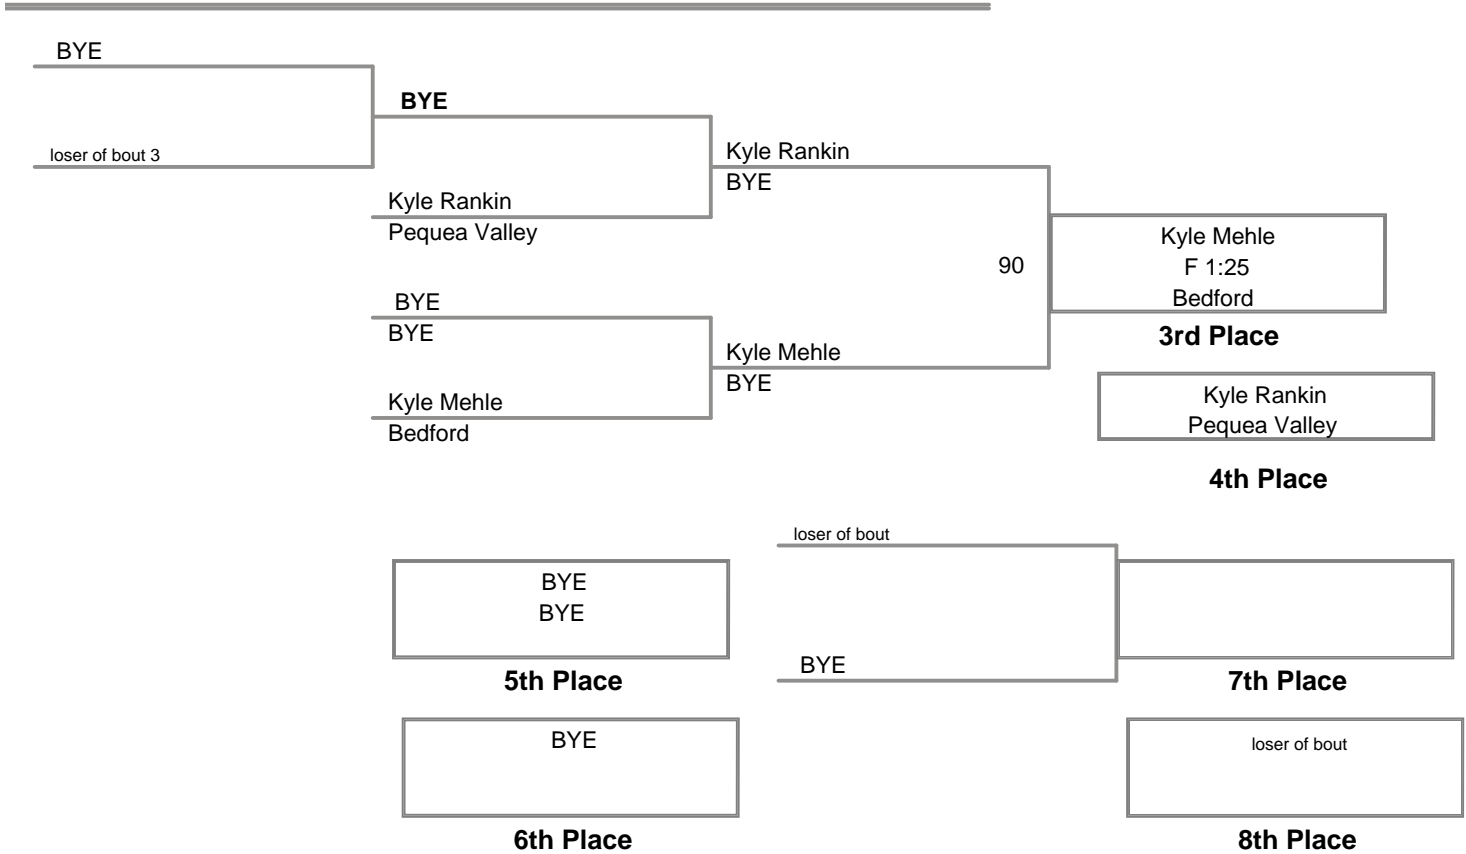 BYE
BYE
loser of bout 3
Kyle Rankin
BYE
Kyle Rankin
Pequea Valley
Kyle Mehle
F 1:25
Bedford
90
BYE
BYE
3rd Place
Kyle Mehle
BYE
Kyle Mehle
Bedford
Kyle Rankin
Pequea Valley
4th Place
loser of bout
BYE
BYE
BYE
5th Place
7th Place
BYE
loser of bout
6th Place
8th Place